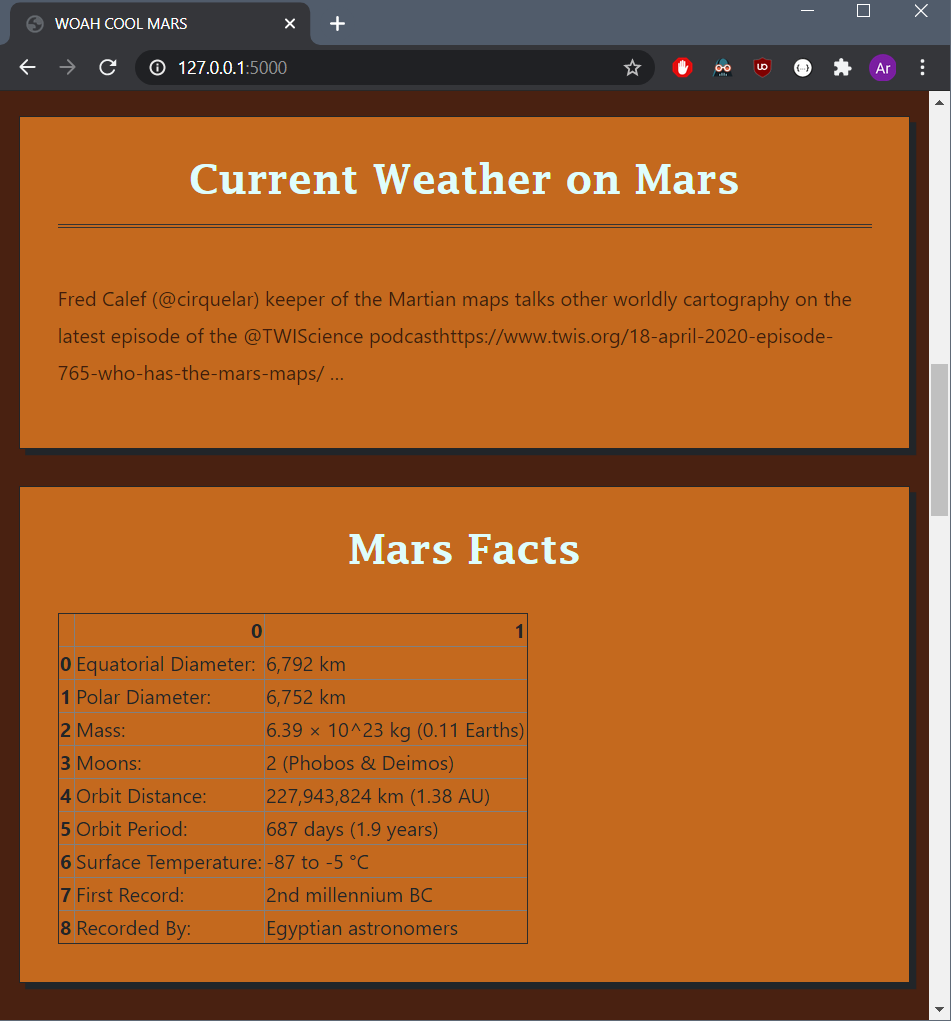 WOAH COOL MARS
127.0.0.1:5000
UD
Ar
Current Weather on Mars
Fred Calef (@cirquelar) keeper of the Martian maps talks other worldly cartography on the
latest episode of the @TWIScience podcasthttps://www.twis.org/18-april-2020-episode-
765-who-has-the-mars-maps/ ...
Mars Facts
0 1
0 Equatorial Diameter: 6,792 km
1 Polar Diameter: 6,752 km
2 Mass: 6.39 × 10^23 kg (0.11 Earths)
3 Moons: 2 (Phobos & Deimos)
4 Orbit Distance: 227,943,824 km (1.38 AU)
5 Orbit Period: 687 days (1.9 years)
6 Surface Temperature: -87 to -5 °C
7 First Record: 2nd millennium BC
8 Recorded By: Egyptian astronomers